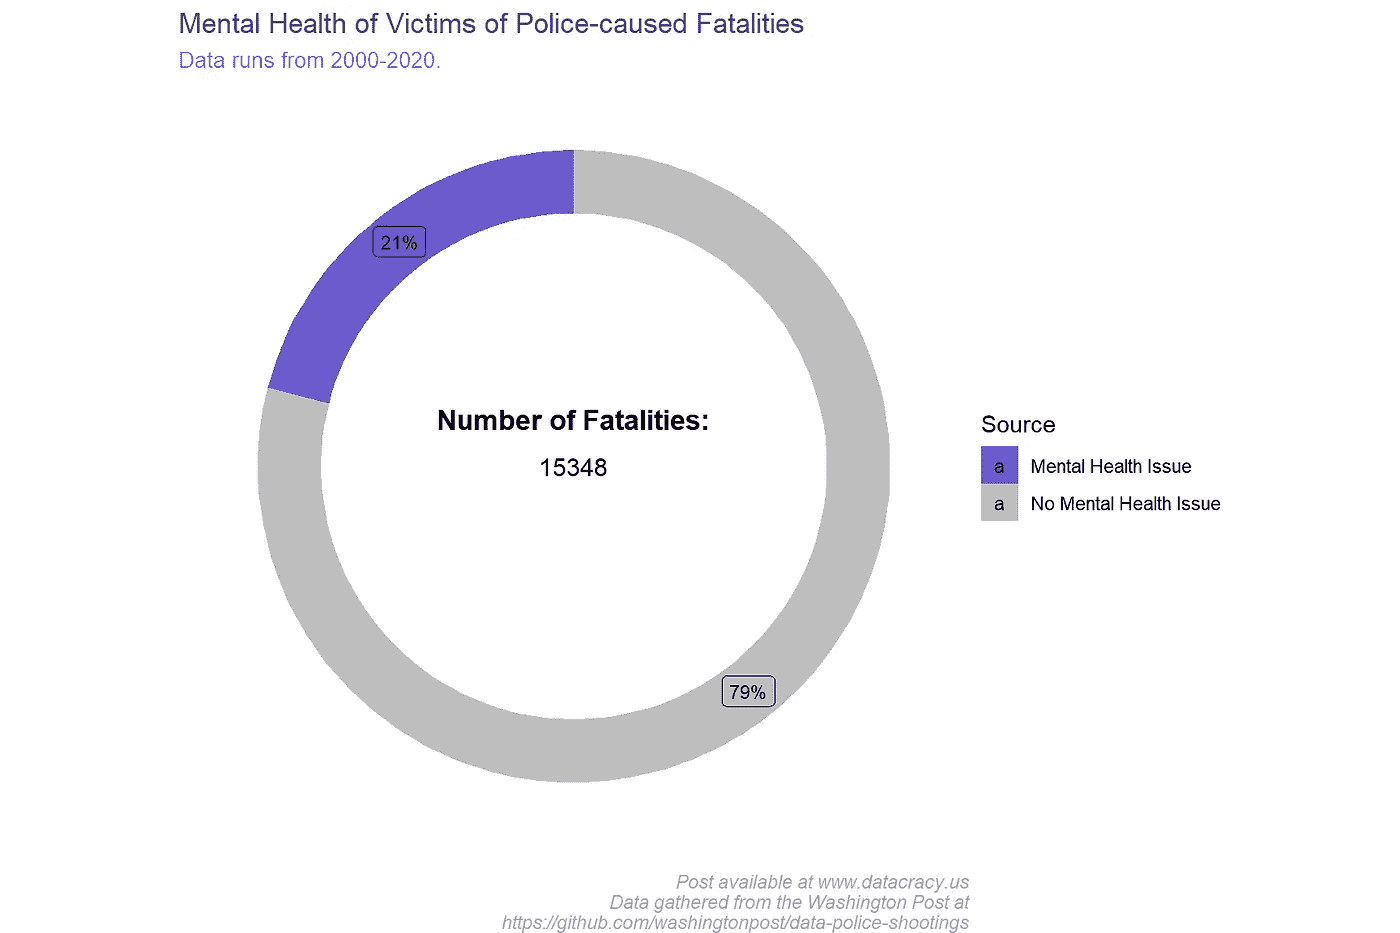 Mental Health of Victims of Police-caused Fatalities
Data runs from 2000-2020.
21%
Number of Fatalities:
15348
Source
a Mental Health Issue
a No Mental Health Issue
79%
Post available at www.datacracy.us
Data gathered from the Washington Post at
https://github.com/washingtonpost/data-police-shootings